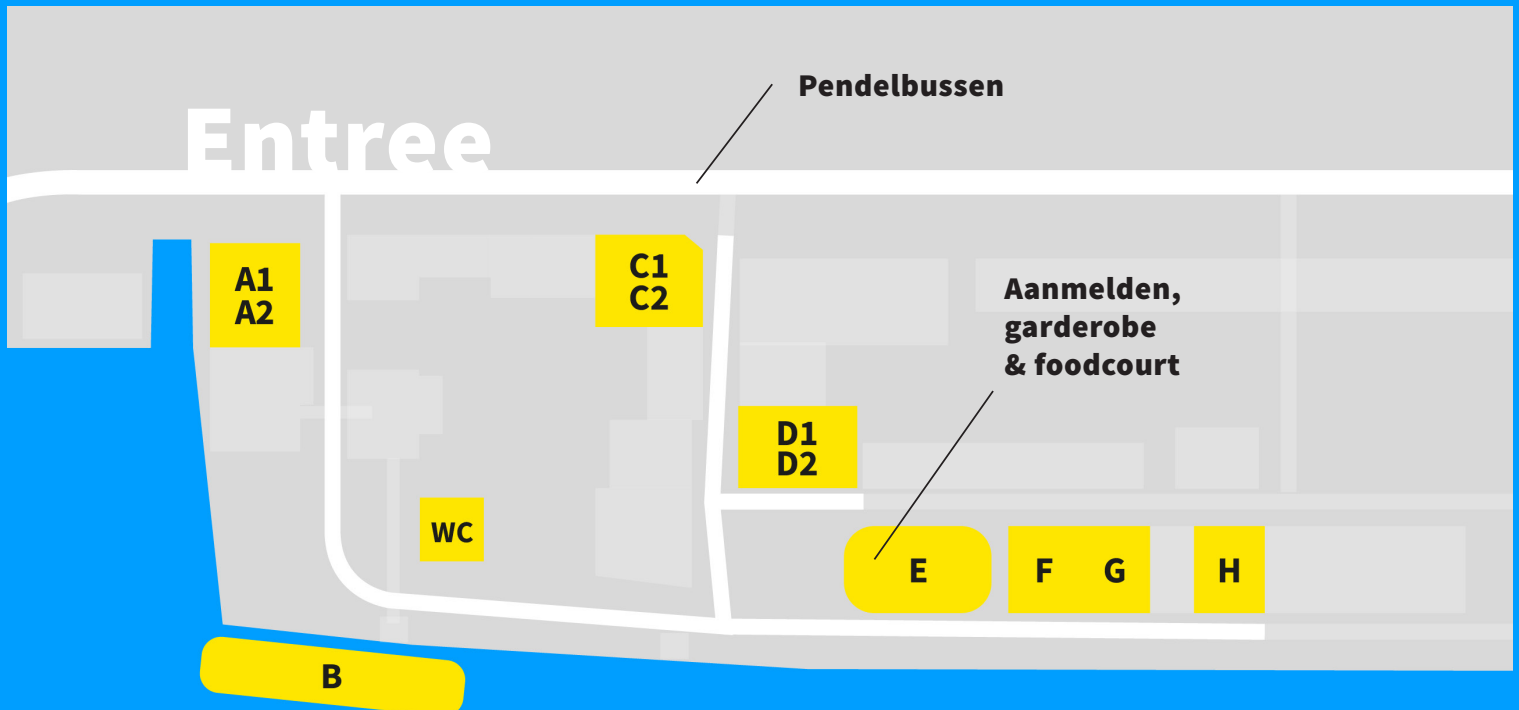 Pendelbussen
Entree
A1
A2
C1
C2
Aanmelden,
garderobe
& foodcourt
D1
D2
WC
E
F
G
H
B